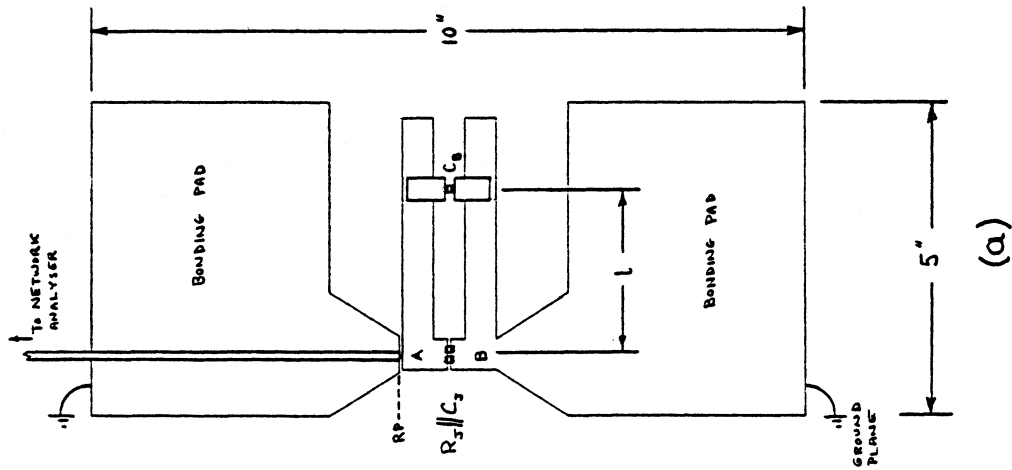 TO NETWORK
ANALYSER
BONDING PAD
10"
RP
A
B
C_B
R_J//C_J
l
BONDING PAD
5"
GROUND
PLANE
(a)